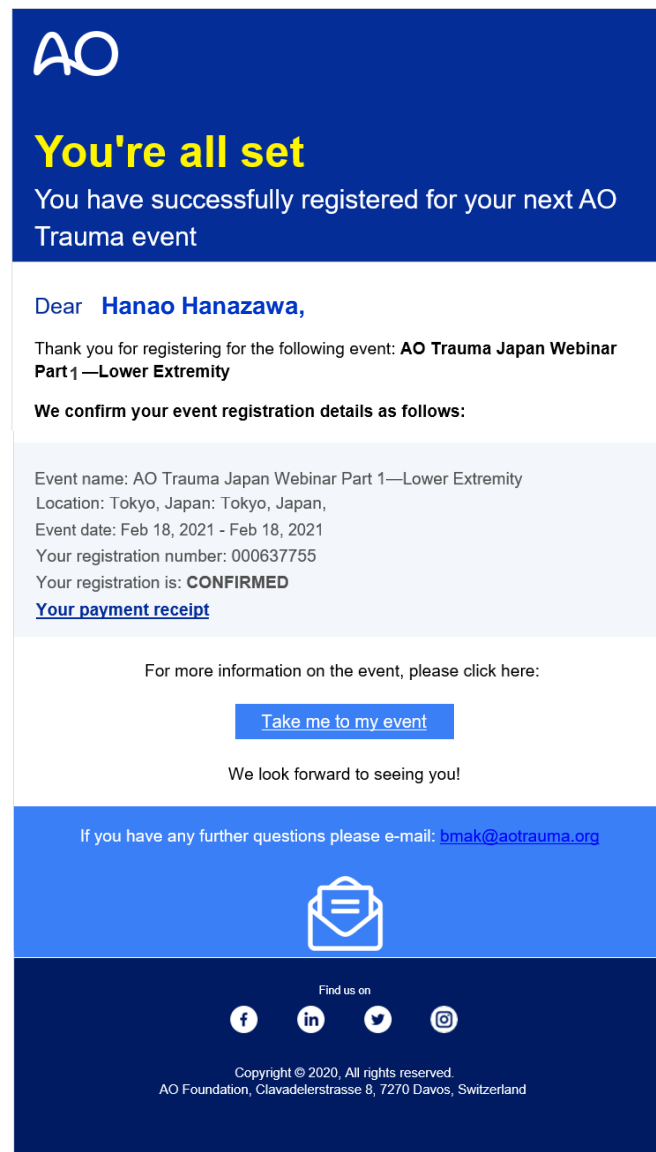 AO
You're all set
You have successfully registered for your next AO
Trauma event
Dear Hanao Hanazawa,
Thank you for registering for the following event: AO Trauma Japan Webinar
Part 1 —Lower Extremity
We confirm your event registration details as follows:
Event name: AO Trauma Japan Webinar Part 1—Lower Extremity
Location: Tokyo, Japan: Tokyo, Japan,
Event date: Feb 18, 2021 - Feb 18, 2021
Your registration number: 000637755
Your registration is: CONFIRMED
Your payment receipt
For more information on the event, please click here:
Take me to my event
We look forward to seeing you!
If you have any further questions please e-mail: bmak@aotrauma.org
Find us on
Copyright © 2020, All rights reserved.
AO Foundation, Clavadelerstrasse 8, 7270 Davos, Switzerland